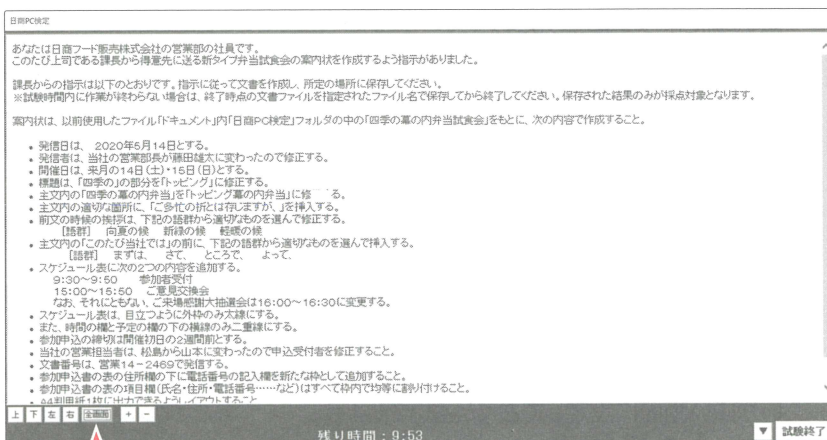 日商PC検定
あなたは日商フード販売株式会社の営業部の社員です。
このたび上司である課長から得意先に送る新タイプ弁当試食会の案内状を作成するよう指示がありました。
課長からの指示は以下のとおりです。指示に従って文書を作成し、所定の場所に保存してください。
※試験時間内に作業が終わらない場合は、終了時点の文書ファイルを指定されたファイル名で保存してから終了してください。保存された結果のみが採点対象となります。
案内状は、以前使用したファイル「ドキュメント」内「日商PC検定」フォルダの中の「四季の幕の内弁当試食会」をもとに、次の内容で作成すること。
• 発信日は、 2020年5月14日とする。
• 発信者は、当社の営業部長が藤田雄太に変わったので修正する。
• 開催日は、来月の14日(土)・15日(日)とする。
• 標題は、「四季の」の部分を「トッピング」に修正する。
• 主文内の「四季の幕の内弁当」を「トッピング幕の内弁当」に修 る。
• 主文内の適切な箇所に、「ご多忙の折とは存じますが、」を挿入する。
• 前文の時候の挨拶は、下記の語群から適切なものを選んで修正する。
[語群] 向夏の候 新緑の候 軽暖の候
• 主文内の「このたび当社では」の前に、下記の語群から適切なものを選んで挿入する。
[語群] まずは、 さて、 ところで、 よって、
• スケジュール表に次の2つの内容を追加する。
9:30~9:50 参加者受付
15:00~15:50 ご意見交換会
なお、それにともない、ご来場感謝大抽選会は16:00~16:30に変更する。
• スケジュール表は、目立つように外枠のみ太線にする。
• また、時間の欄と予定の欄の下の横線のみ二重線にする。
• 参加申込の締切は開催初日の2週間前とする。
• 当社の営業担当者は、松島から山本に変わったので申込受付者を修正すること。
• 文書番号は、営業14-2469で発信する。
• 参加申込書の表の住所欄の下に電話番号の記入欄を新たな枠として追加すること。
• 参加申込書の表の項目欄(氏名・住所・電話番号……など)はすべて枠内で均等に割り付けること。
• A4判用紙1枚に出力できるようレイアウトすること
上 下 左 右 全画面 + -
残り時間:9:53
▼ 試験終了